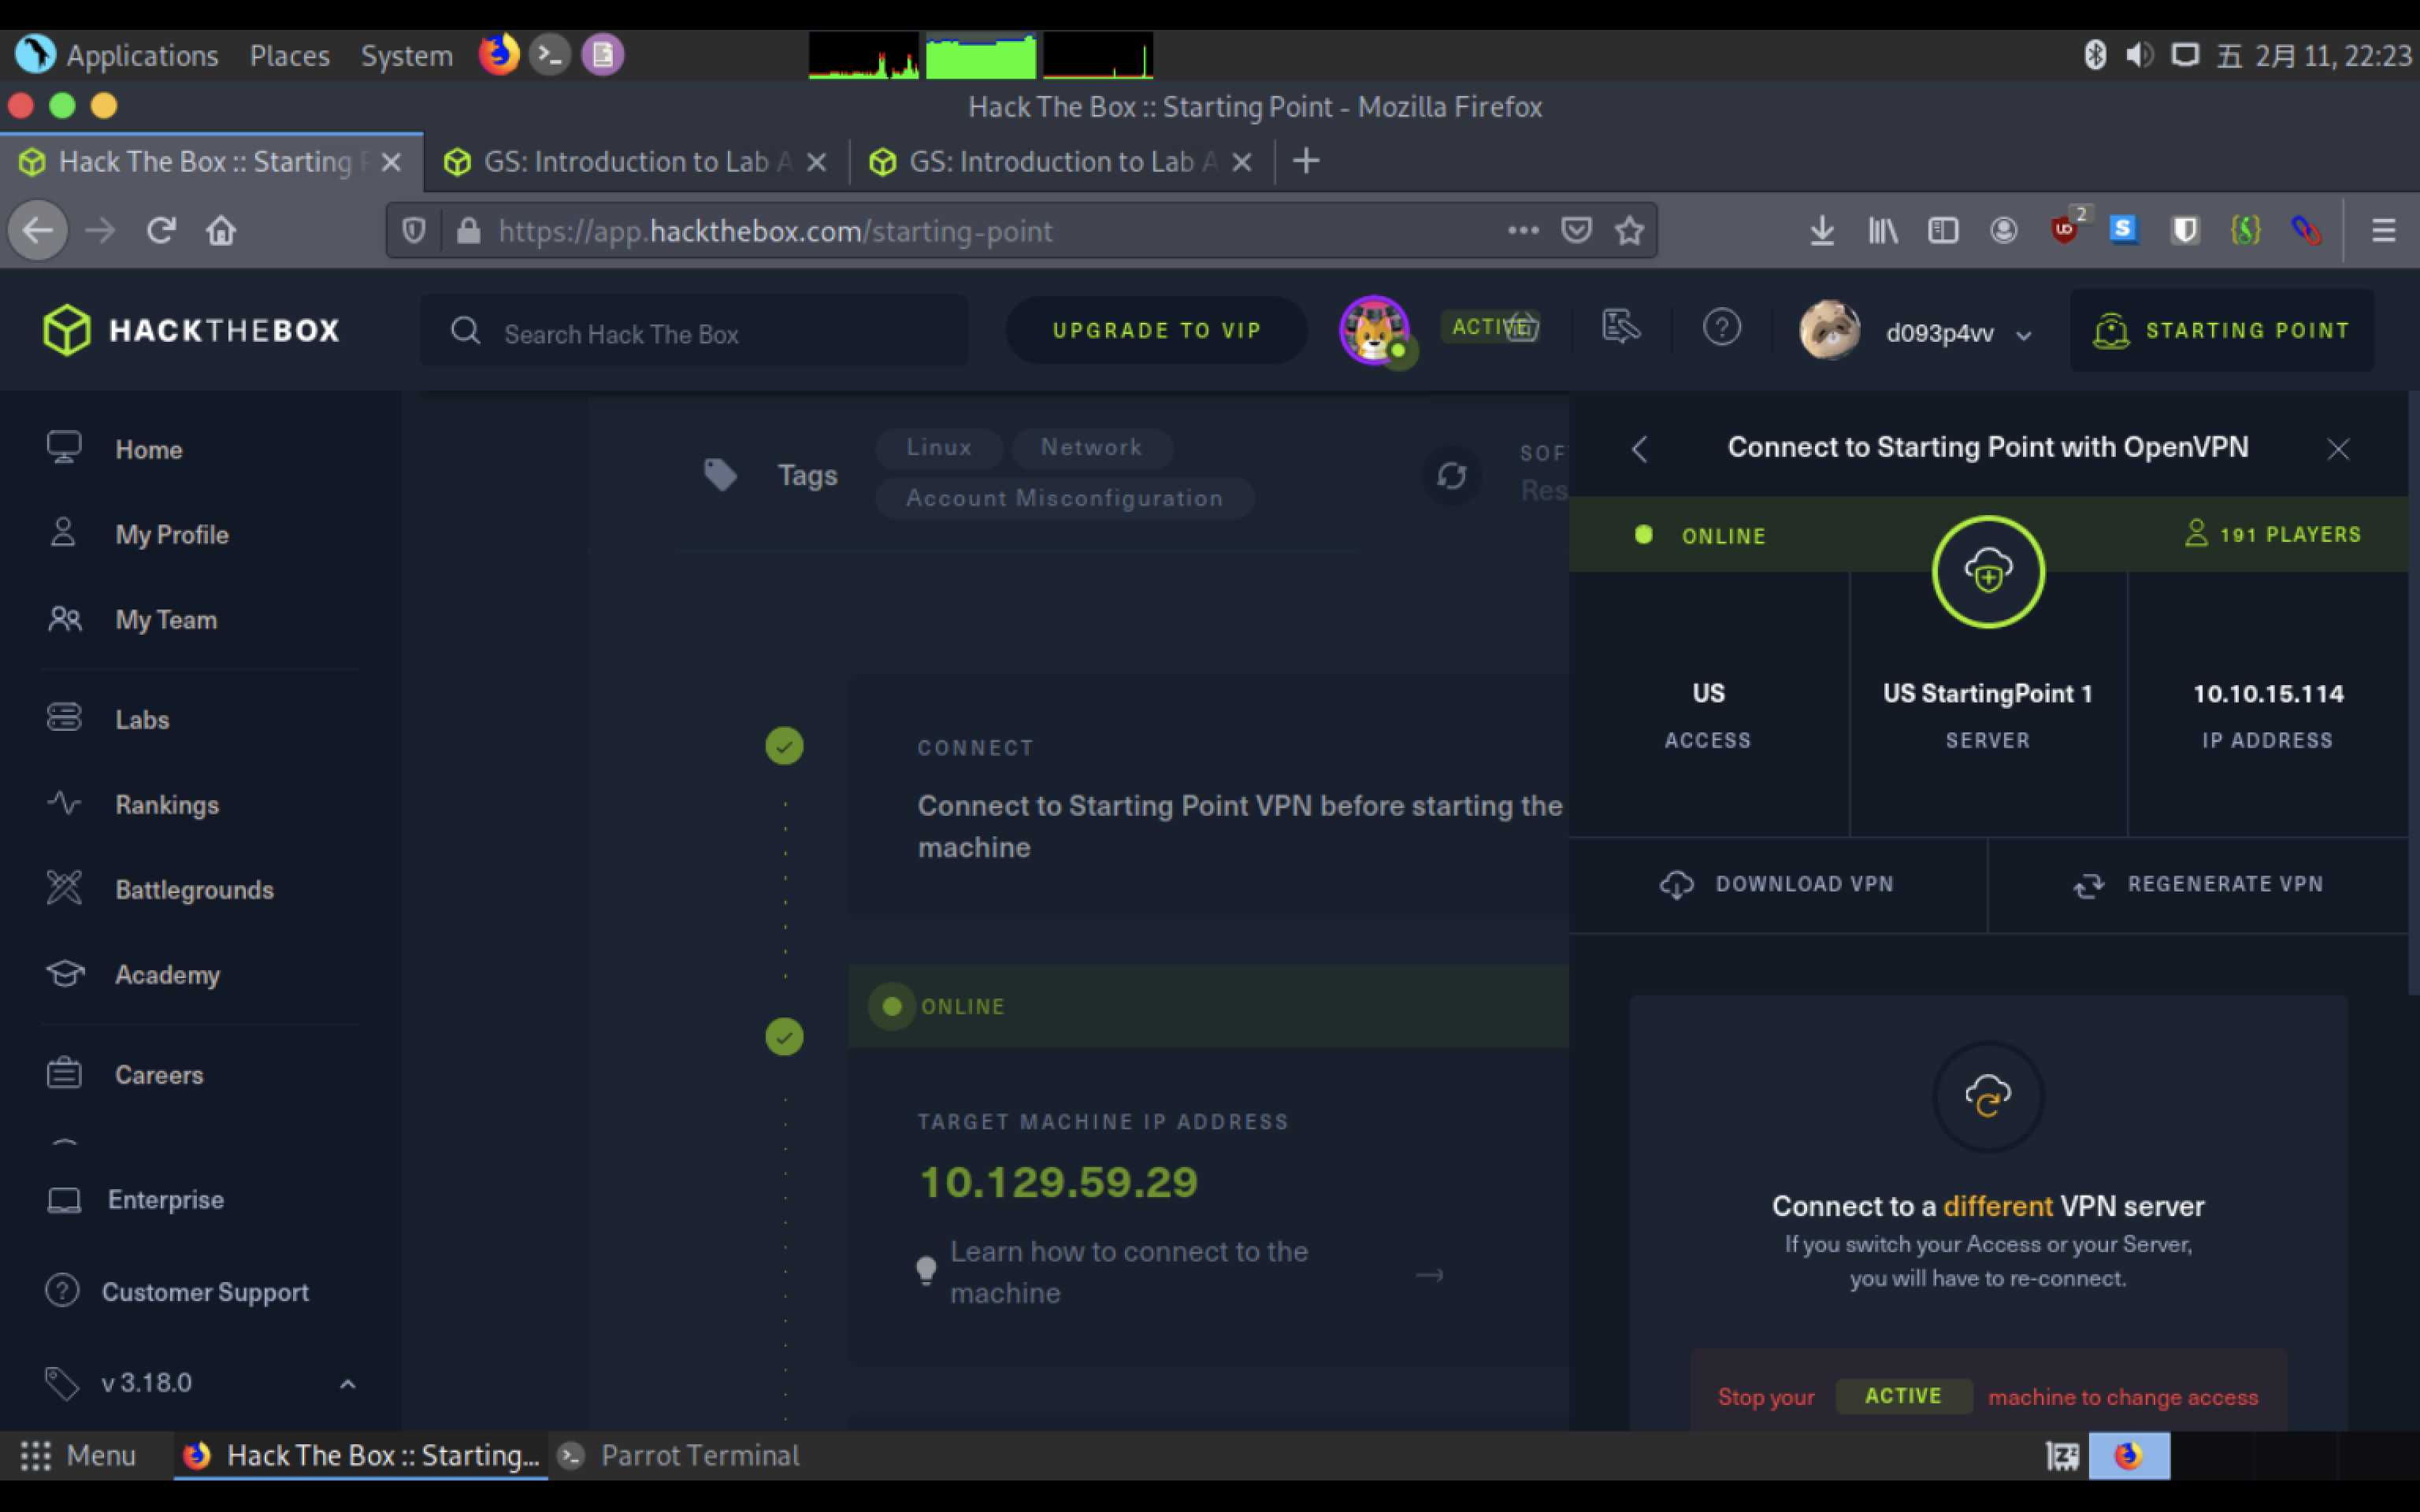 Applications Places System 五 2月 11, 22:23
Hack The Box :: Starting Point - Mozilla Firefox
Hack The Box :: Starting P
GS: Introduction to Lab A
GS: Introduction to Lab A
https://app.hackthebox.com/starting-point
2
HACKTHEBOX
Search Hack The Box
UPGRADE TO VIP
ACTIVE
d093p4vv
STARTING POINT
Home
My Profile
My Team
Labs
Rankings
Battlegrounds
Academy
Careers
Enterprise
Customer Support
v 3.18.0
Tags
Linux
Network
Account Misconfiguration
SOF
Res
CONNECT
Connect to Starting Point VPN before starting the
machine
ONLINE
TARGET MACHINE IP ADDRESS
10.129.59.29
Learn how to connect to the
machine
Connect to Starting Point with OpenVPN
ONLINE
191 PLAYERS
US
ACCESS
US StartingPoint 1
SERVER
10.10.15.114
IP ADDRESS
DOWNLOAD VPN
REGENERATE VPN
Connect to a different VPN server
If you switch your Access or your Server,
you will have to re-connect.
Stop your ACTIVE machine to change access
Menu
Hack The Box :: Starting...
Parrot Terminal